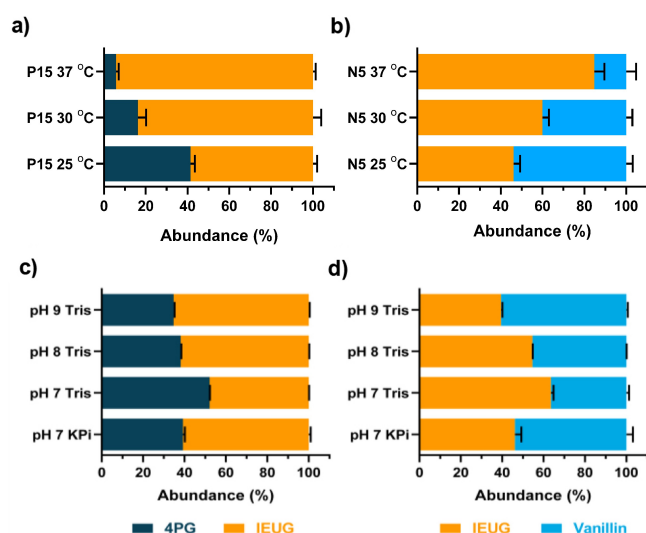 a)
P15 37 °C
P15 30 °C
P15 25 °C
0 20 40 60 80 100
Abundance (%)
b)
N5 37 °C
N5 30 °C
N5 25 °C
0 20 40 60 80 100
Abundance (%)
c)
pH 9 Tris
pH 8 Tris
pH 7 Tris
pH 7 KPi
0 20 40 60 80 100
Abundance (%)
d)
pH 9 Tris
pH 8 Tris
pH 7 Tris
pH 7 KPi
0 20 40 60 80 100
Abundance (%)
4PG IEUG
IEUG Vanillin